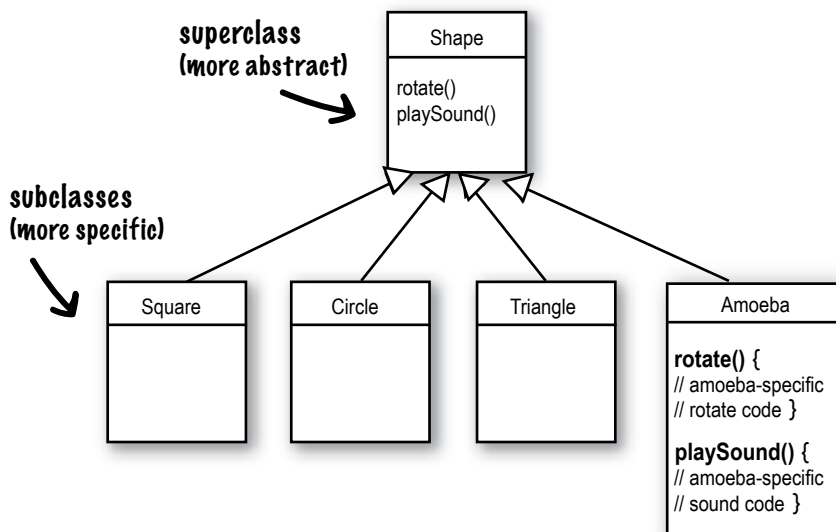 superclass
(more abstract)
Shape
rotate()
playSound()
subclasses
(more specific)
Square
Circle
Triangle
Amoeba
rotate() {
// amoeba-specific
// rotate code }
playSound() {
// amoeba-specific
// sound code }